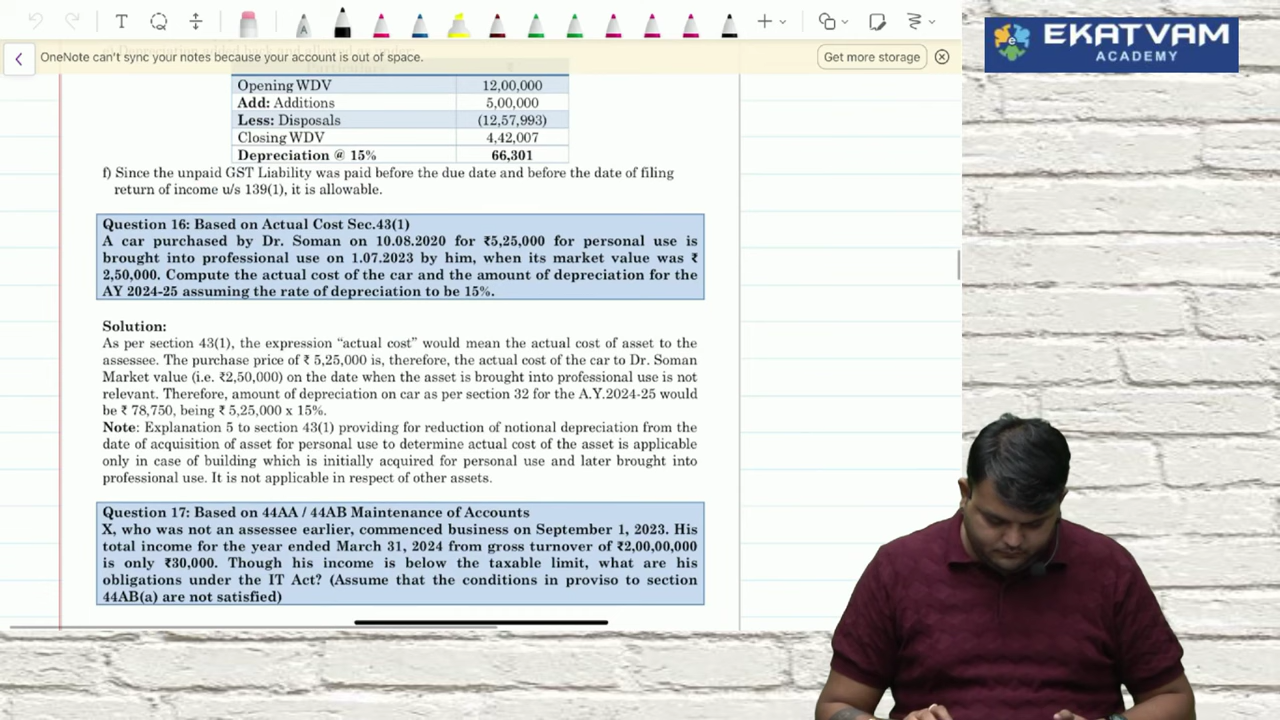 EKATVAM
ACADEMY
OneNote can't sync your notes because your account is out of space.
Get more storage
Opening WDV 12,00,000
Add: Additions 5,00,000
Less: Disposals (12,57,993)
Closing WDV 4,42,007
Depreciation @ 15% 66,301
f) Since the unpaid GST Liability was paid before the due date and before the date of filing
return of income u/s 139(1), it is allowable.
Question 16: Based on Actual Cost Sec.43(1)
A car purchased by Dr. Soman on 10.08.2020 for ₹5,25,000 for personal use is
brought into professional use on 1.07.2023 by him, when its market value was ₹
2,50,000. Compute the actual cost of the car and the amount of depreciation for the
AY 2024-25 assuming the rate of depreciation to be 15%.
Solution:
As per section 43(1), the expression “actual cost” would mean the actual cost of asset to the
assessee. The purchase price of ₹ 5,25,000 is, therefore, the actual cost of the car to Dr. Soman
Market value (i.e. ₹2,50,000) on the date when the asset is brought into professional use is not
relevant. Therefore, amount of depreciation on car as per section 32 for the A.Y.2024-25 would
be ₹ 78,750, being ₹ 5,25,000 x 15%.
Note: Explanation 5 to section 43(1) providing for reduction of notional depreciation from the
date of acquisition of asset for personal use to determine actual cost of the asset is applicable
only in case of building which is initially acquired for personal use and later brought into
professional use. It is not applicable in respect of other assets.
Question 17: Based on 44AA / 44AB Maintenance of Accounts
X, who was not an assessee earlier, commenced business on September 1, 2023. His
total income for the year ended March 31, 2024 from gross turnover of ₹2,00,00,000
is only ₹30,000. Though his income is below the taxable limit, what are his
obligations under the IT Act? (Assume that the conditions in proviso to section
44AB(a) are not satisfied)